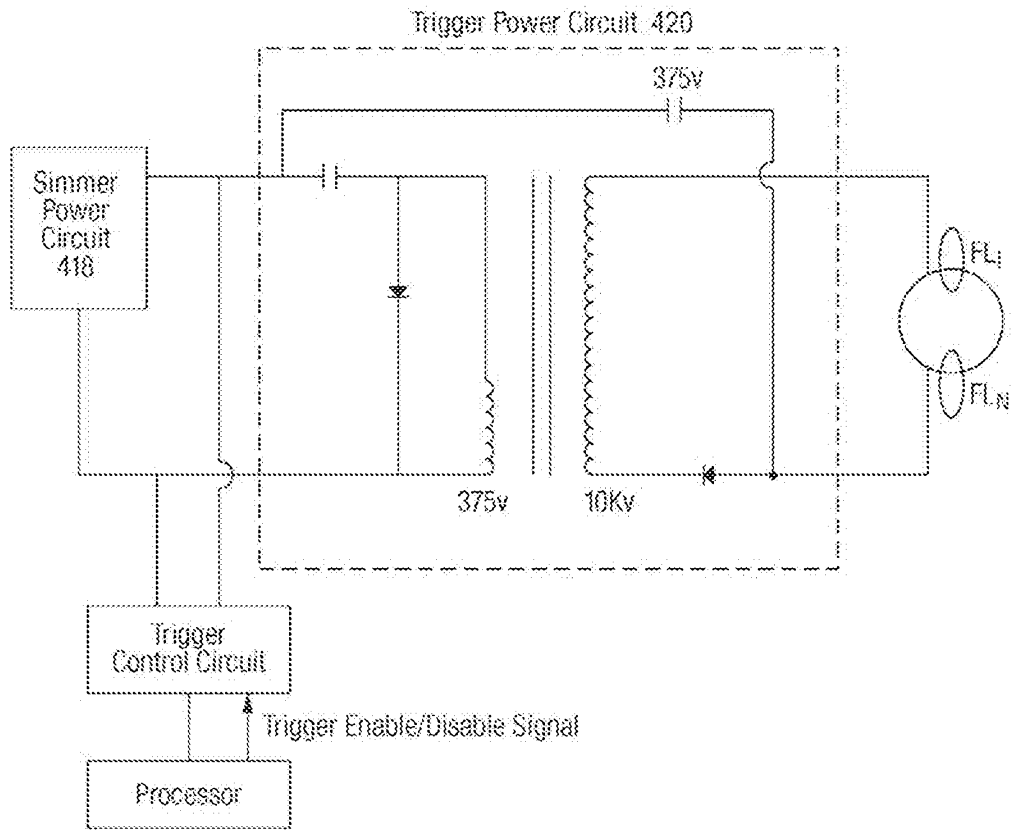 Trigger Power Circuit 420
375v
Simmer
Power
Circuit
418
FL1
FLN
375v
10Kv
Trigger
Control Circuit
Trigger Enable/Disable Signal
Processor